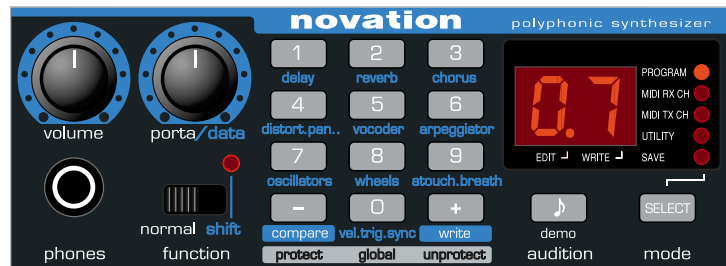 novation
polyphonic synthesizer
volume
porta/data
1 2 3
delay reverb chorus
4 5 6
distort.pan.. vocoder arpeggiator
7 8 9
oscillators wheels atouch.breath
- 0 +
compare vel.trig.sync write
protect global unprotect
phones
normal shift
function
0.7
EDIT WRITE
PROGRAM
MIDI RX CH
MIDI TX CH
UTILITY
SAVE
demo
audition
SELECT
mode